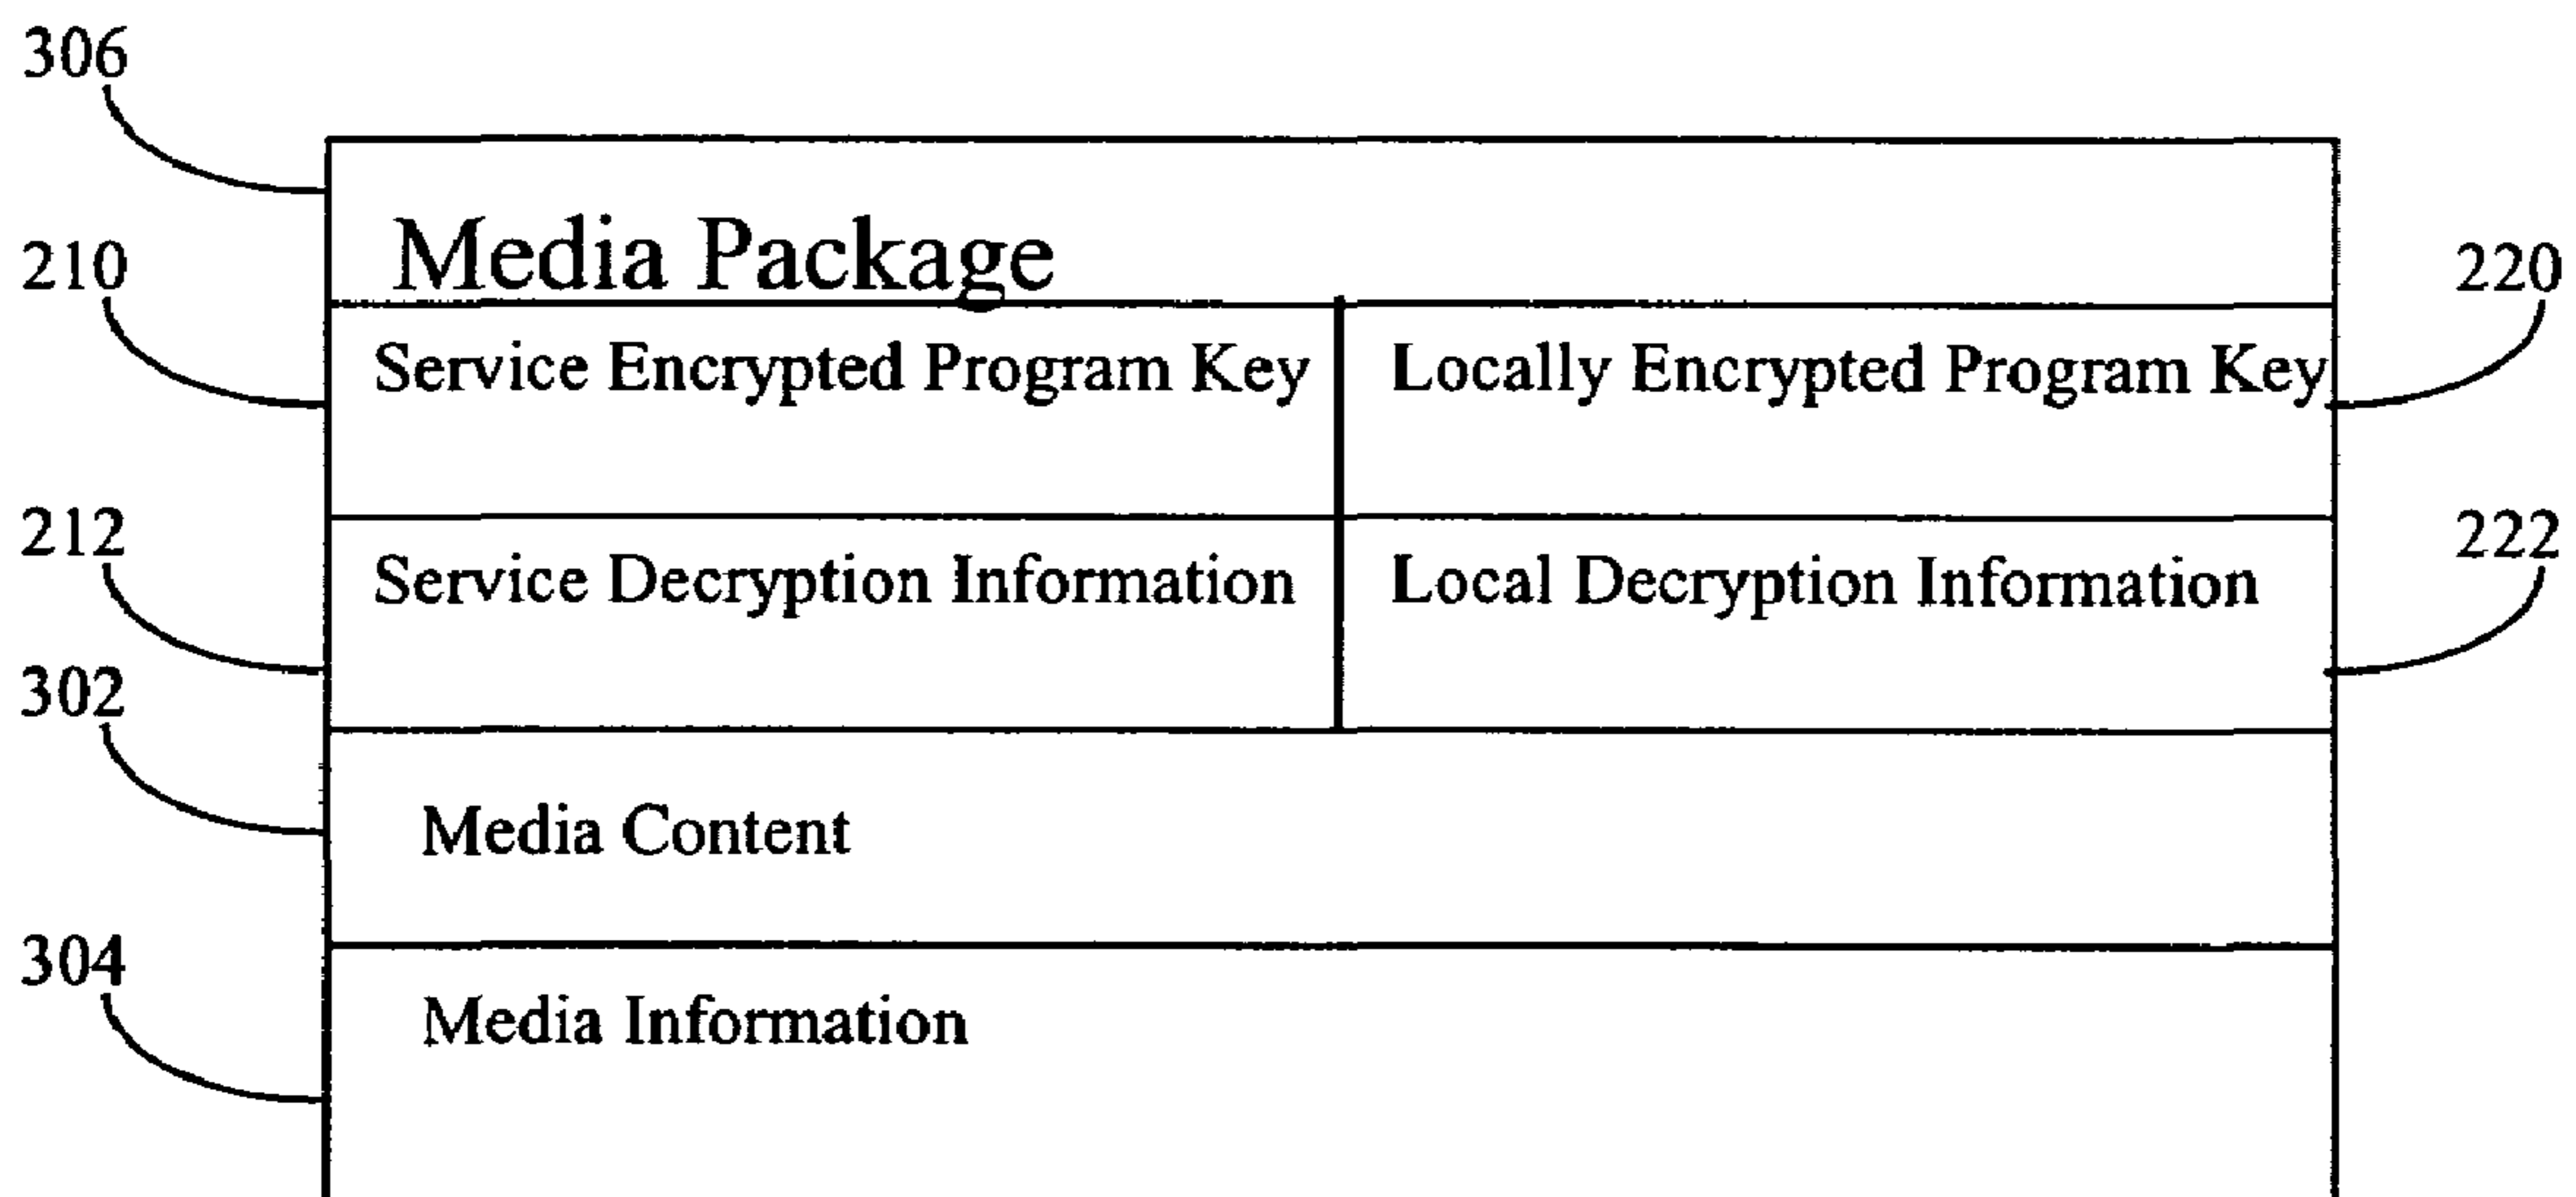 306
Media Package
210
220
Service Encrypted Program Key
Locally Encrypted Program Key
212
222
Service Decryption Information
Local Decryption Information
302
Media Content
304
Media Information